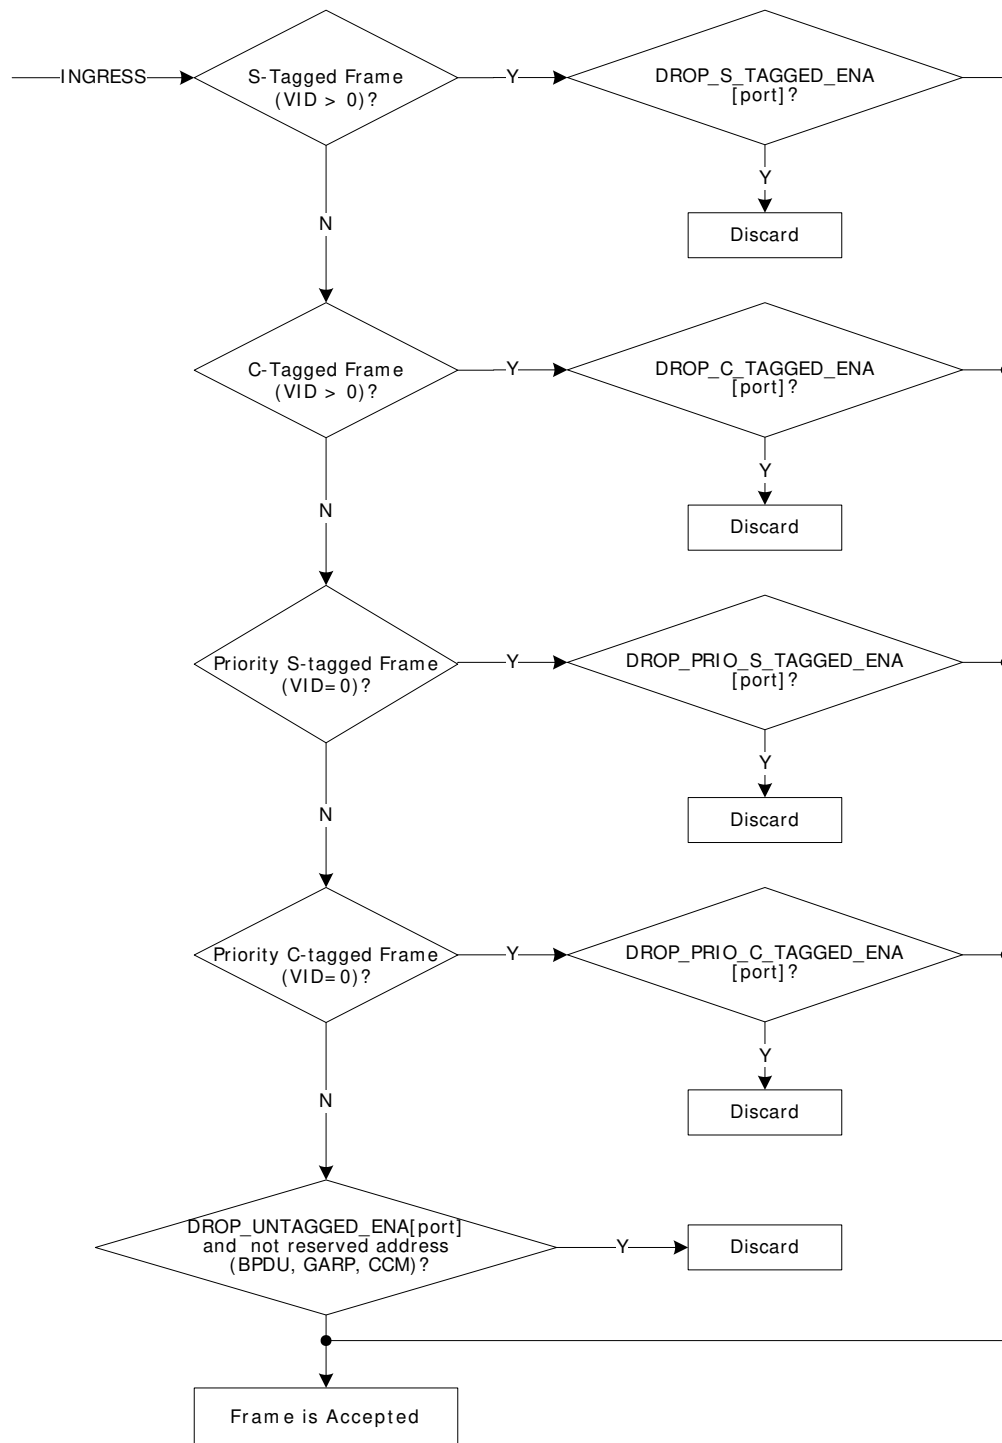 INGRESS
S-Tagged Frame
(VID > 0)?
Y
DROP_S_TAGGED_ENA
[port]?
Y
Discard
N
C-Tagged Frame
(VID > 0)?
Y
DROP_C_TAGGED_ENA
[port]?
Y
Discard
N
Priority S-tagged Frame
(VID=0)?
Y
DROP_PRIO_S_TAGGED_ENA
[port]?
Y
Discard
N
Priority C-tagged Frame
(VID=0)?
Y
DROP_PRIO_C_TAGGED_ENA
[port]?
Y
Discard
N
DROP_UNTAGGED_ENA[port]
and not reserved address
(BPDU, GARP, CCM)?
Y
Discard
Frame is Accepted